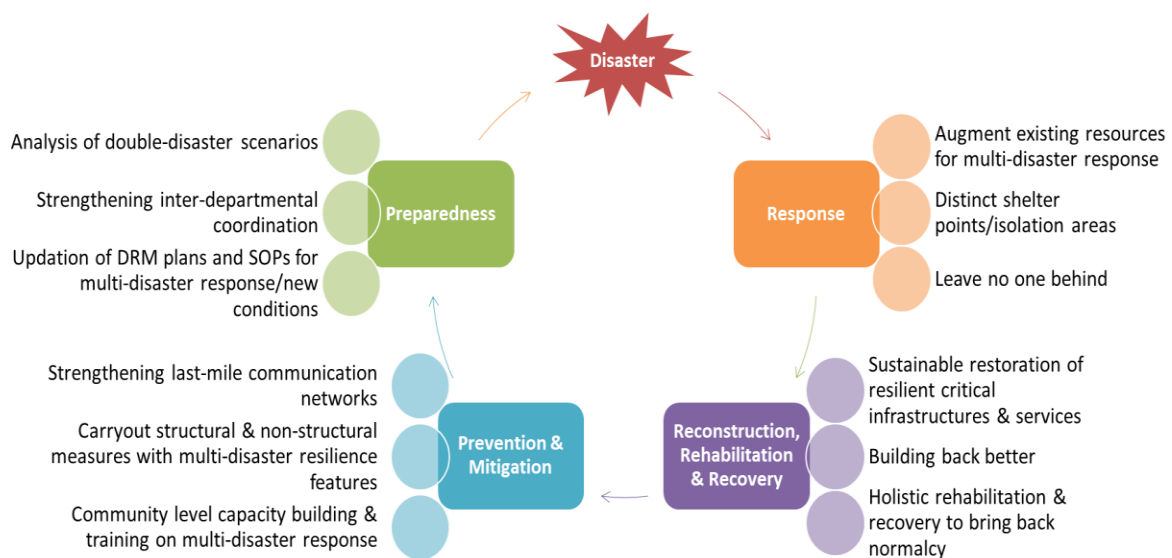 Disaster
Analysis of double-disaster scenarios
Strengthening inter-departmental
coordination
Updation of DRM plans and SOPs for
multi-disaster response/new
conditions
Preparedness
Response
Augment existing resources
for multi-disaster response
Distinct shelter
points/isolation areas
Leave no one behind
Strengthening last-mile communication
networks
Carryout structural & non-structural
measures with multi-disaster resilience
features
Community level capacity building &
training on multi-disaster response
Prevention &
Mitigation
Reconstruction,
Rehabilitation
& Recovery
Sustainable restoration of
resilient critical
infrastructures & services
Building back better
Holistic rehabilitation &
recovery to bring back
normalcy